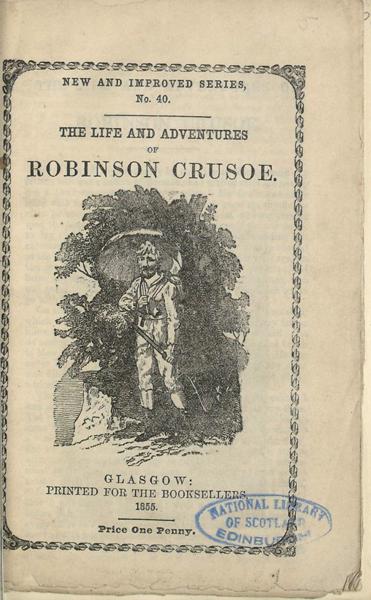 NEW AND IMPROVED SERIES,
No. 40.
THE LIFE AND ADVENTURES
OF
ROBINSON CRUSOE.
GLASGOW:
PRINTED FOR THE BOOKSELLERS
1855.
Price One Penny.
NATIONAL LIBRARY
OF SCOTLAND
EDINBURGH